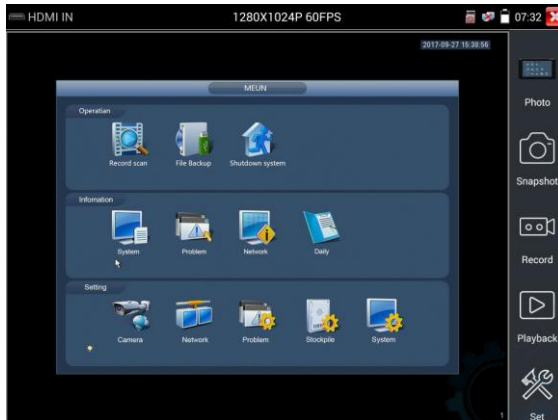 HDMI IN
1280X1024P 60FPS
07:32
2017-09-27 15:38:56
MEUN
Operatian
Record scan
File Backup
Shutdown system
Infomation
System
Problem
Network
Daily
Setting
Camera
Network
Problem
Stockpile
System
1
Photo
Snapshot
Record
Playback
Set